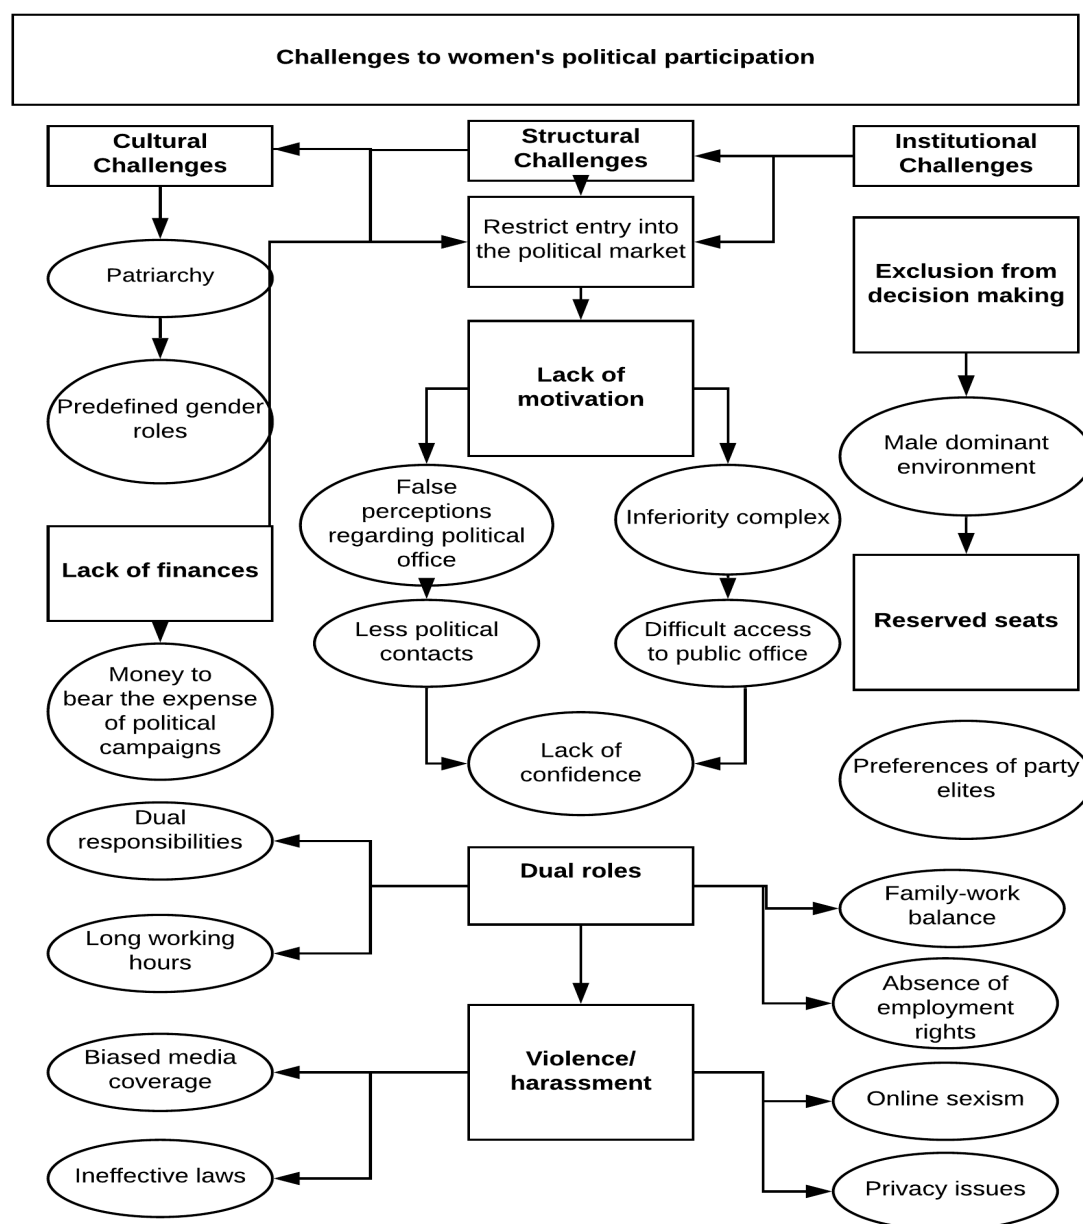 Challenges to women's political participation
Cultural
Challenges
Structural
Challenges
Institutional
Challenges
Restrict entry into
the political market
Patriarchy
Exclusion from
decision making
Lack of
motivation
Predefined gender
roles
Male dominant
environment
False
perceptions
regarding political
office
Inferiority complex
Lack of finances
Less political
contacts
Difficult access
to public office
Reserved seats
Money to
bear the expense
of political
campaigns
Lack of
confidence
Preferences of party
elites
Dual
responsibilities
Dual roles
Family-work
balance
Long working
hours
Absence of
employment
rights
Biased media
coverage
Violence/
harassment
Online sexism
Ineffective laws
Privacy issues